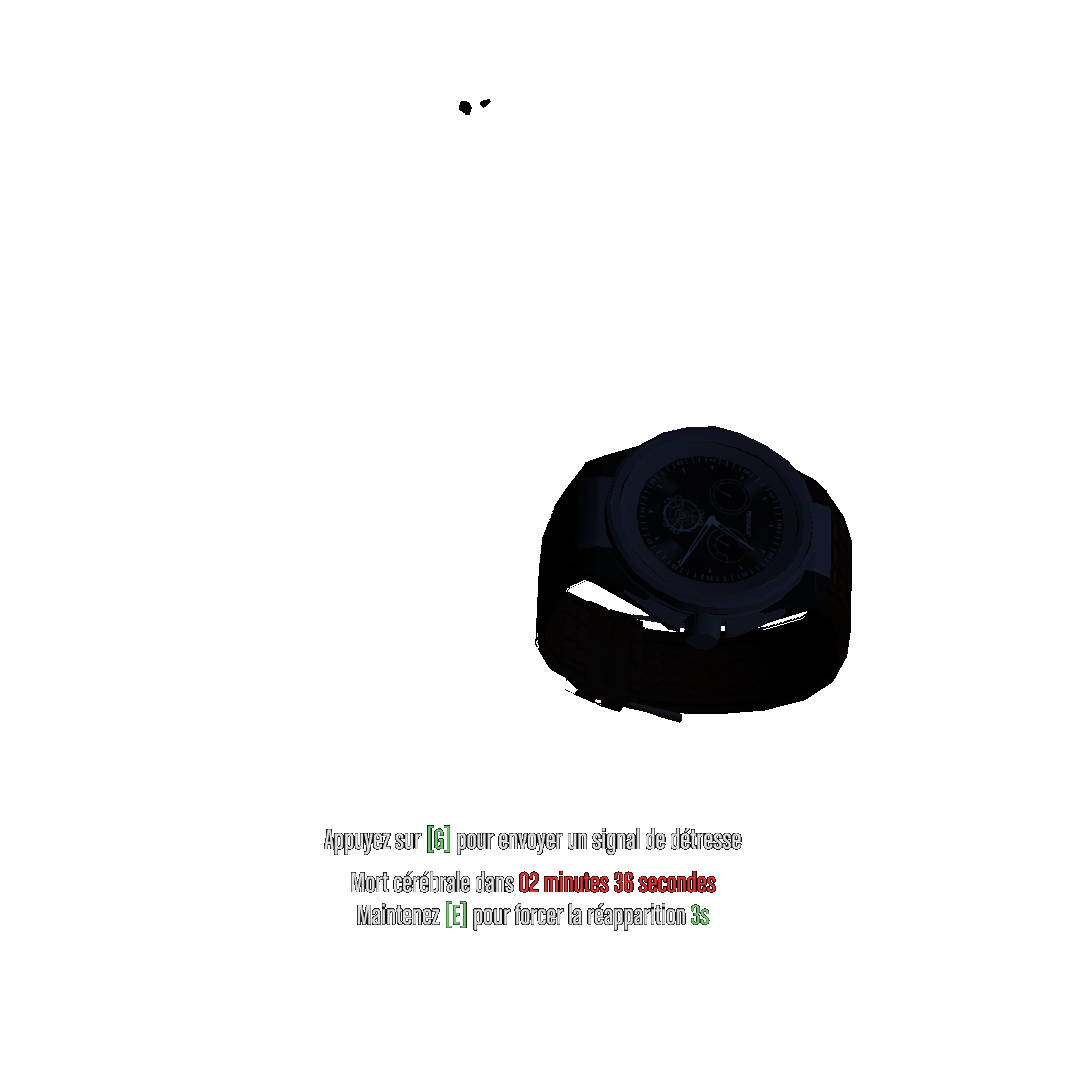 Appuyez sur [G] pour envoyer un signal de détresse
Mort cérébrale dans 02 minutes 36 secondes
Maintenez [E] pour forcer la réapparition 3s